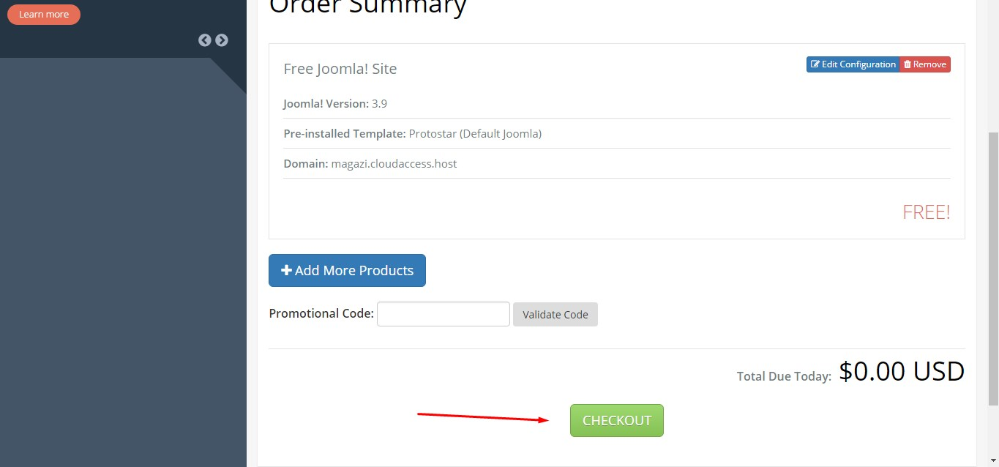 Learn more
Order Summary
Free Joomla! Site
Edit Configuration Remove
Joomla! Version: 3.9
Pre-installed Template: Protostar (Default Joomla)
Domain: magazi.cloudaccess.host
FREE!
Add More Products
Promotional Code: Validate Code
Total Due Today: $0.00 USD
CHECKOUT